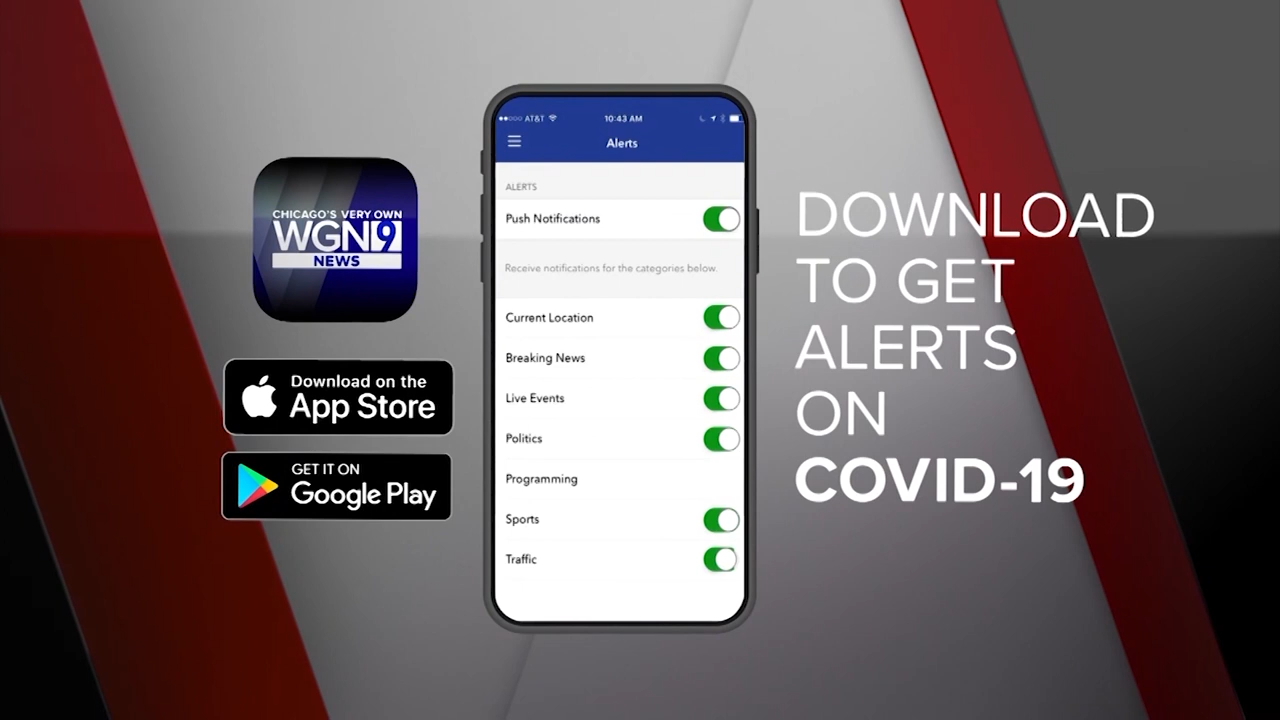 CHICAGO'S VERY OWN
WGN9
NEWS
Download on the
App Store
GET IT ON
Google Play
AT&T 10:43 AM
Alerts
ALERTS
Push Notifications
Receive notifications for the categories below.
Current Location
Breaking News
Live Events
Politics
Programming
Sports
Traffic
DOWNLOAD
TO GET
ALERTS
ON
COVID-19